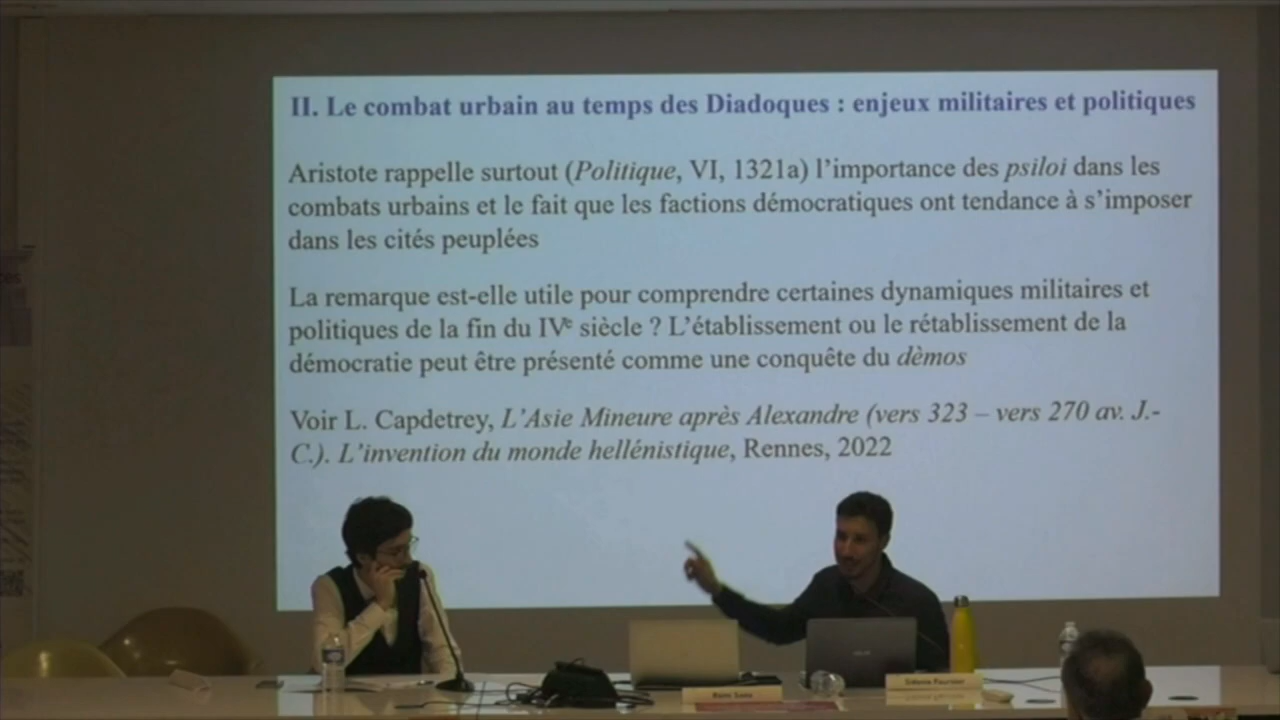 II. Le combat urbain au temps des Diadoques : enjeux militaires et politiques
Aristote rappelle surtout (Politique, VI, 1321a) l’importance des psiloi dans les
combats urbains et le fait que les factions démocratiques ont tendance à s’imposer
dans les cités peuplées
La remarque est-elle utile pour comprendre certaines dynamiques militaires et
politiques de la fin du IVe siècle ? L’établissement ou le rétablissement de la
démocratie peut être présenté comme une conquête du dèmos
Voir L. Capdetrey, L’Asie Mineure après Alexandre (vers 323 – vers 270 av. J.-
C.). L’invention du monde hellénistique, Rennes, 2022